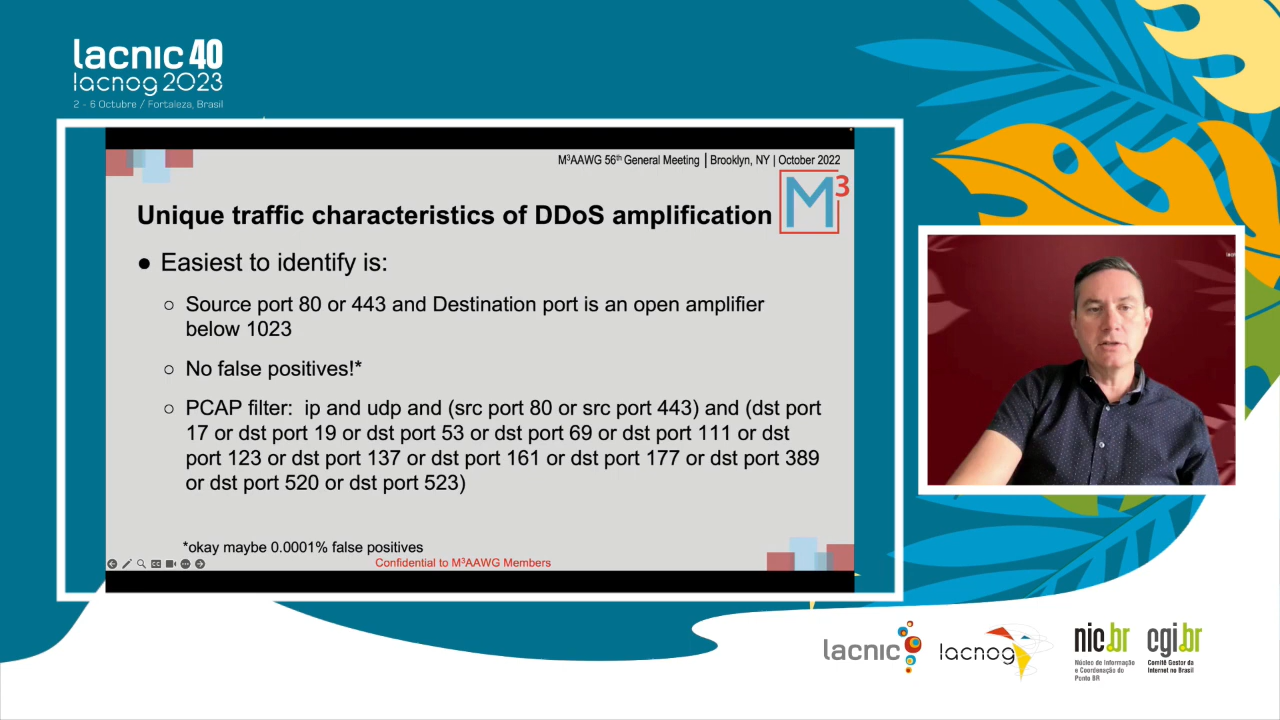 lacnic 40
lacnog 2023
2 - 6 Octubre / Fortaleza, Brasil
M³AAWG 56th General Meeting | Brooklyn, NY | October 2022
M3
Unique traffic characteristics of DDoS amplification
● Easiest to identify is:
○ Source port 80 or 443 and Destination port is an open amplifier
below 1023
○ No false positives!*
○ PCAP filter: ip and udp and (src port 80 or src port 443) and (dst port
17 or dst port 19 or dst port 53 or dst port 69 or dst port 111 or dst
port 123 or dst port 137 or dst port 161 or dst port 177 or dst port 389
or dst port 520 or dst port 523)
*okay maybe 0.0001% false positives
Confidential to M³AAWG Members
lacnic
lacnog
nic.br
Núcleo de Informação
e Coordenação do
Ponto BR
cgi.br
Comitê Gestor da
Internet no Brasil